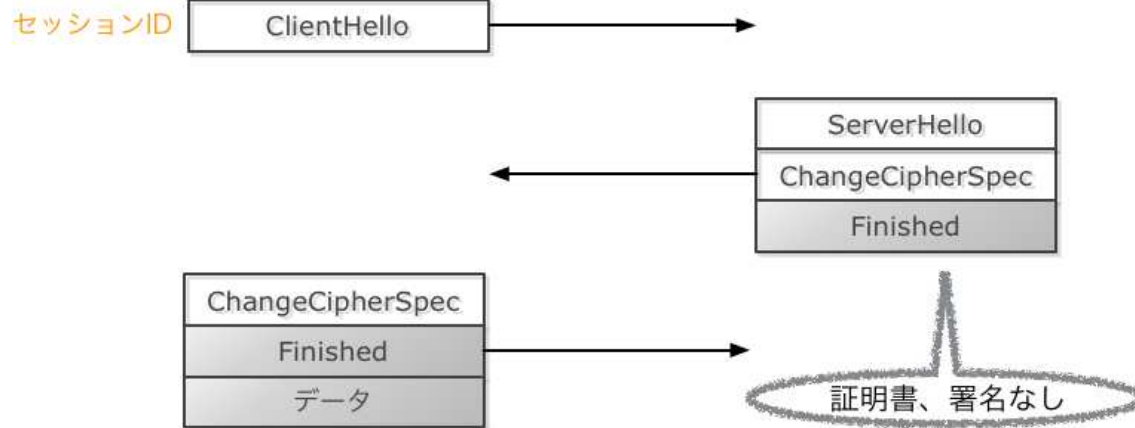 セッションID
ClientHello
ServerHello
ChangeCipherSpec
Finished
ChangeCipherSpec
Finished
データ
証明書、署名なし